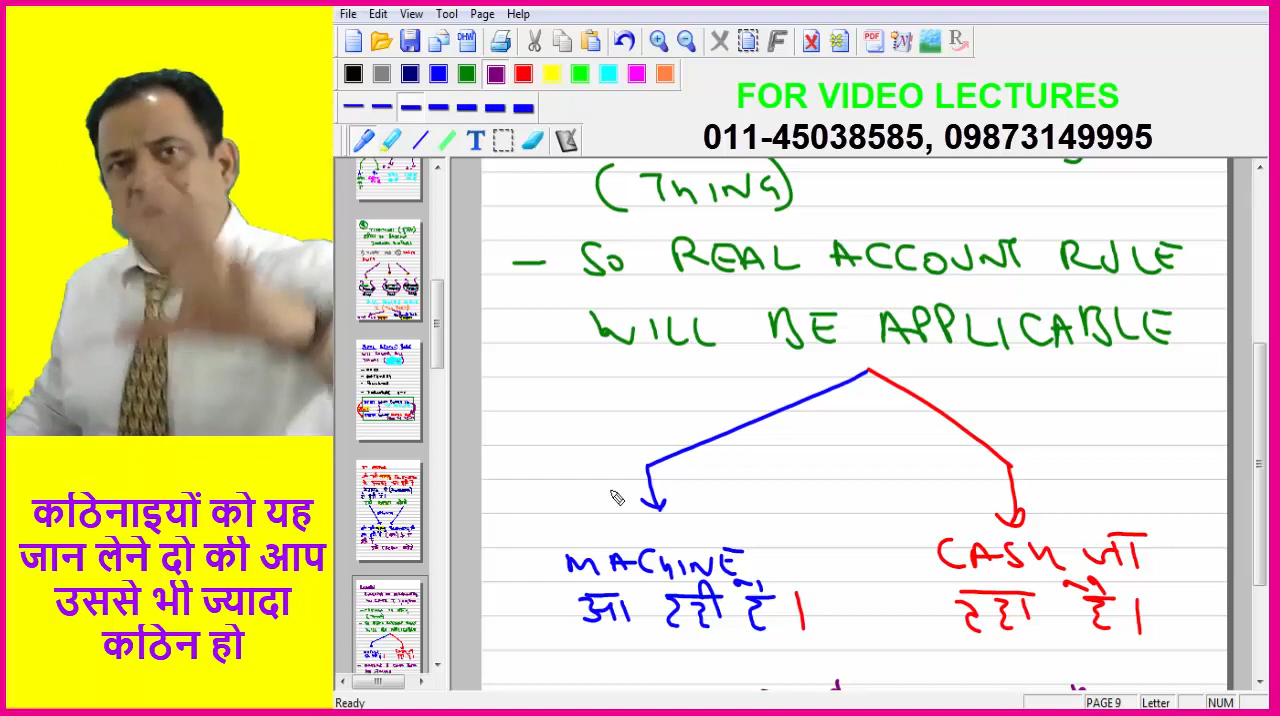 File Edit View Tool Page Help
FOR VIDEO LECTURES
011-45038585, 09873149995
(THING)
— SO REAL ACCOUNT RULE
WILL BE APPLICABLE
MACHINE
आ रही है।
CASH जा
रहा है।
कठिनाइयों को यह
जान लेने दो की आप
उससे भी ज्यादा
कठिन हो
Ready
PAGE 9 Letter NUM